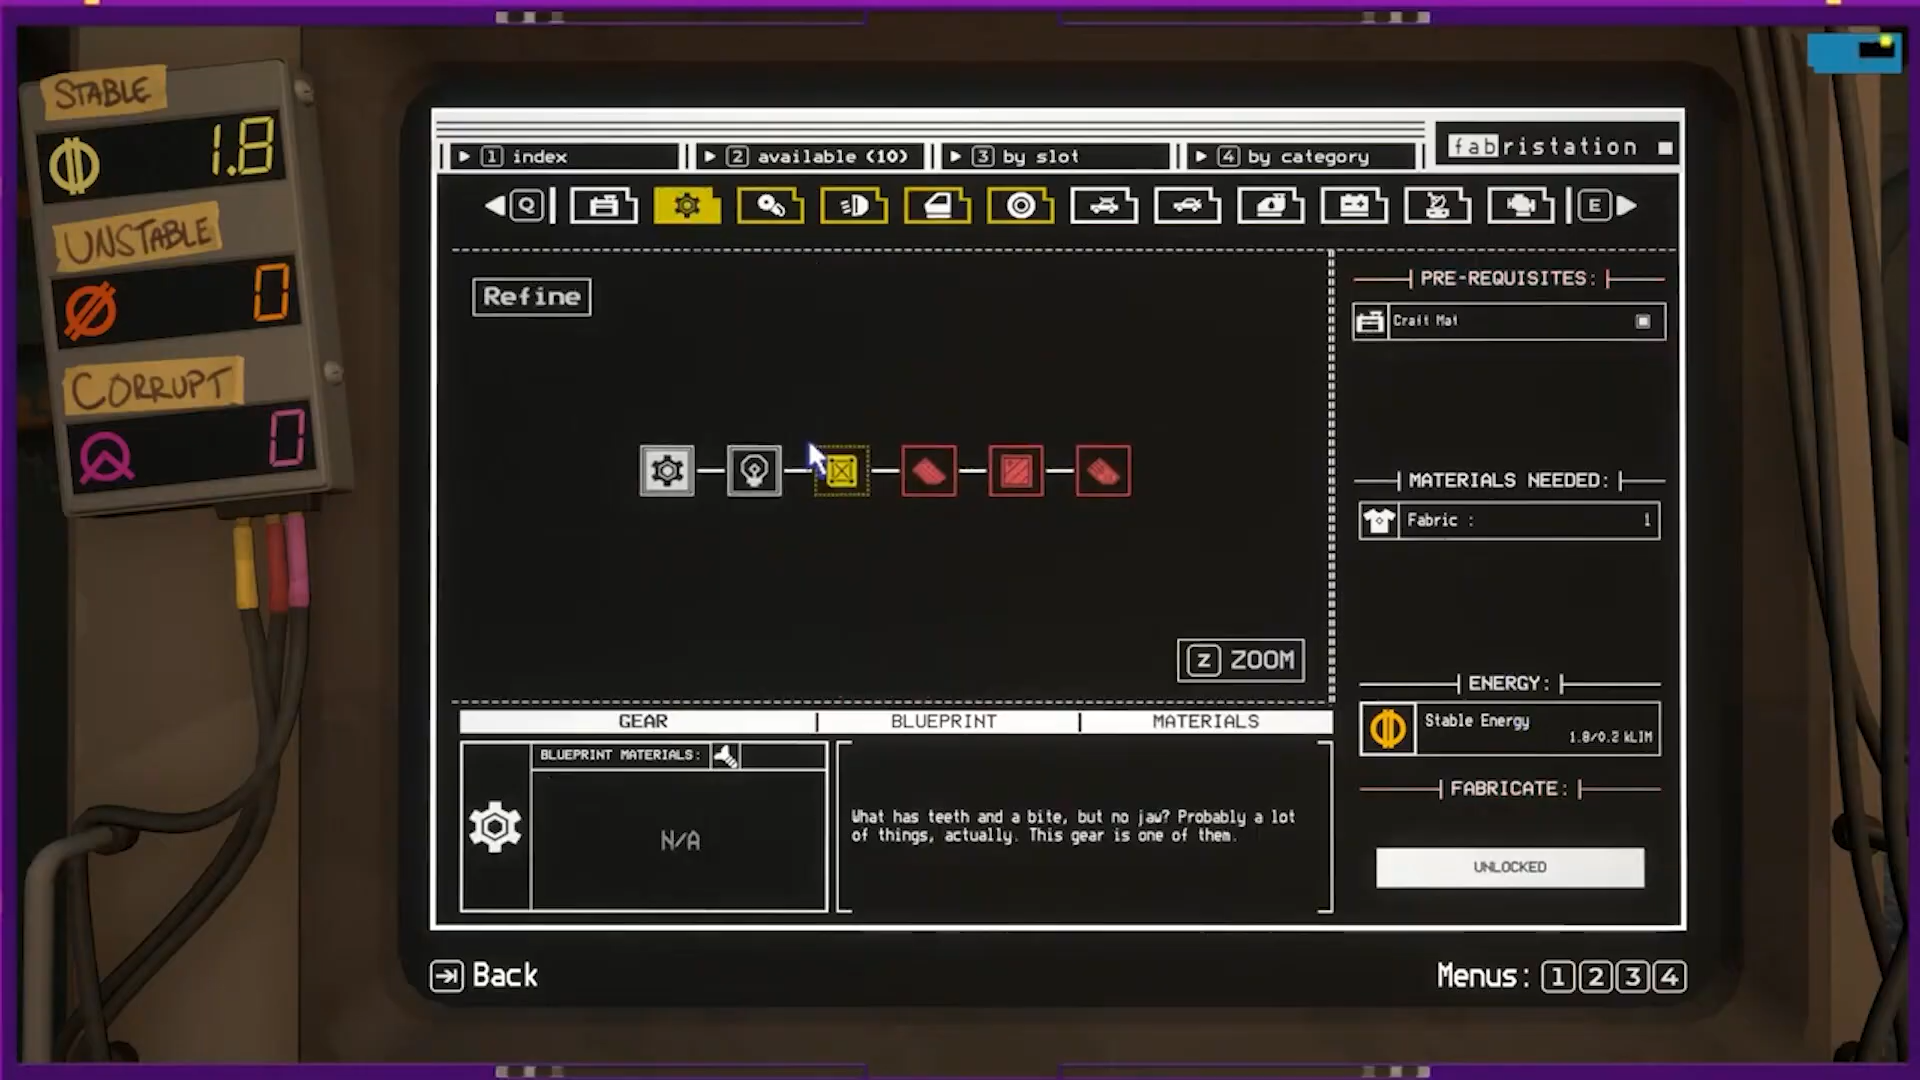 STABLE
1.8
UNSTABLE
0
CORRUPT
0
1 index
2 available (10)
3 by slot
4 by category
fabristation
Q
E
Refine
PRE-REQUISITES:
Craft Mat
MATERIALS NEEDED:
Fabric : 1
Z ZOOM
ENERGY:
Stable Energy
1.8/0.2 kLIM
GEAR
BLUEPRINT
MATERIALS
BLUEPRINT MATERIALS:
N/A
What has teeth and a bite, but no jaw? Probably a lot
of things, actually. This gear is one of them.
FABRICATE:
UNLOCKED
Back
Menus: 1 2 3 4